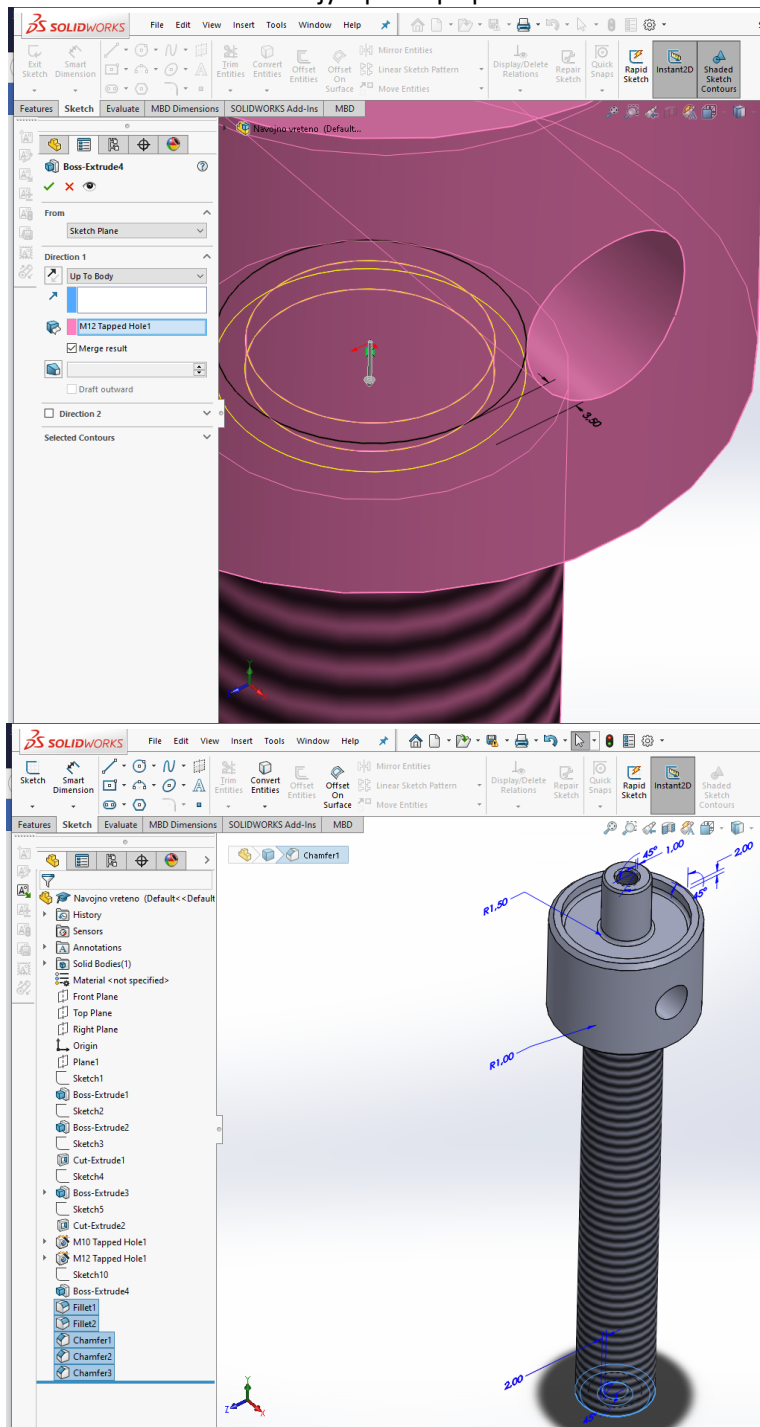 SOLIDWORKS File Edit View Insert Tools Window Help
Exit Sketch Smart Dimension Trim Entities Convert Entities Offset Entities Offset On Surface Mirror Entities Linear Sketch Pattern Move Entities Display/Delete Relations Repair Sketch Quick Snaps Rapid Sketch Instant2D Shaded Sketch Contours
Features Sketch Evaluate MBD Dimensions SOLIDWORKS Add-Ins MBD
Navojno vreteno (Default...
Boss-Extrude4
From
Sketch Plane
Direction 1
Up To Body
M12 Tapped Hole1
Merge result
Draft outward
Direction 2
Selected Contours
3,50
SOLIDWORKS File Edit View Insert Tools Window Help
Sketch Smart Dimension Trim Entities Convert Entities Offset Entities Offset On Surface Mirror Entities Linear Sketch Pattern Move Entities Display/Delete Relations Repair Sketch Quick Snaps Rapid Sketch Instant2D Shaded Sketch Contours
Features Sketch Evaluate MBD Dimensions SOLIDWORKS Add-Ins MBD
Chamfer1
Navojno vreteno (Default<<Default
History
Sensors
Annotations
Solid Bodies(1)
Material <not specified>
Front Plane
Top Plane
Right Plane
Origin
Plane1
Sketch1
Boss-Extrude1
Sketch2
Boss-Extrude2
Sketch3
Cut-Extrude1
Sketch4
Boss-Extrude3
Sketch5
Cut-Extrude2
M10 Tapped Hole1
M12 Tapped Hole1
Sketch10
Boss-Extrude4
Fillet1
Fillet2
Chamfer1
Chamfer2
Chamfer3
45° 1,00 2,00
45°
R1,50
R1,00
2,00
45°